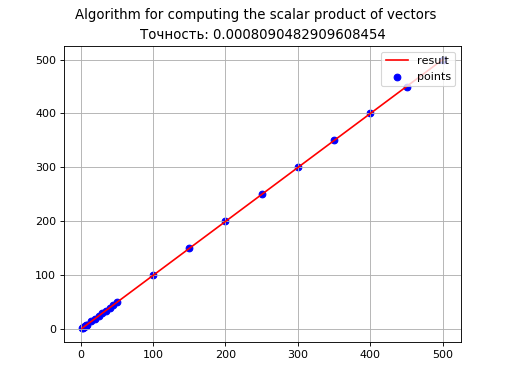 Algorithm for computing the scalar product of vectors
Точность: 0.0008090482909608454
result
points
500
400
300
200
100
0
0 100 200 300 400 500